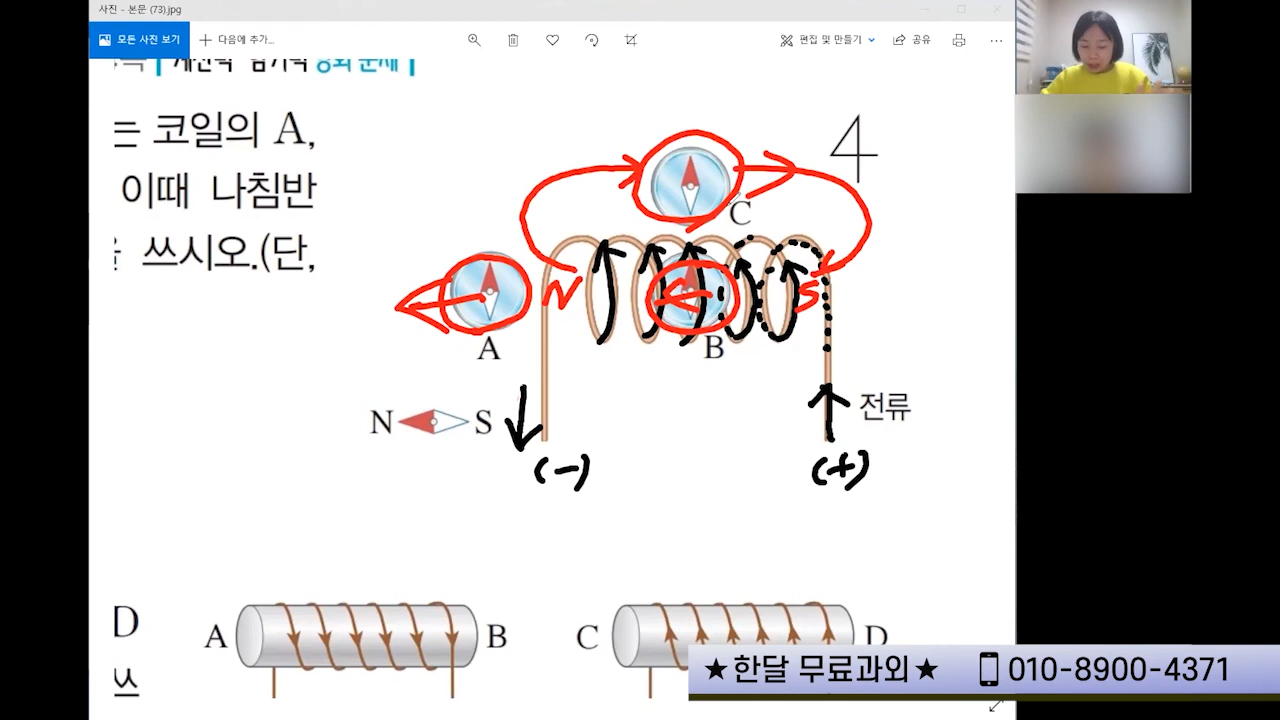 사진 - 본문 (73).jpg
모든 사진 보기
다음에 추가...
편집 및 만들기
공유
는 코일의 A,
이때 나침반
쓰시오.(단,
4
C
N
S
A
B
N
S
전류
(-)
(+)
D
쓰
A
B
C
D
★한달 무료과외★
010-8900-4371